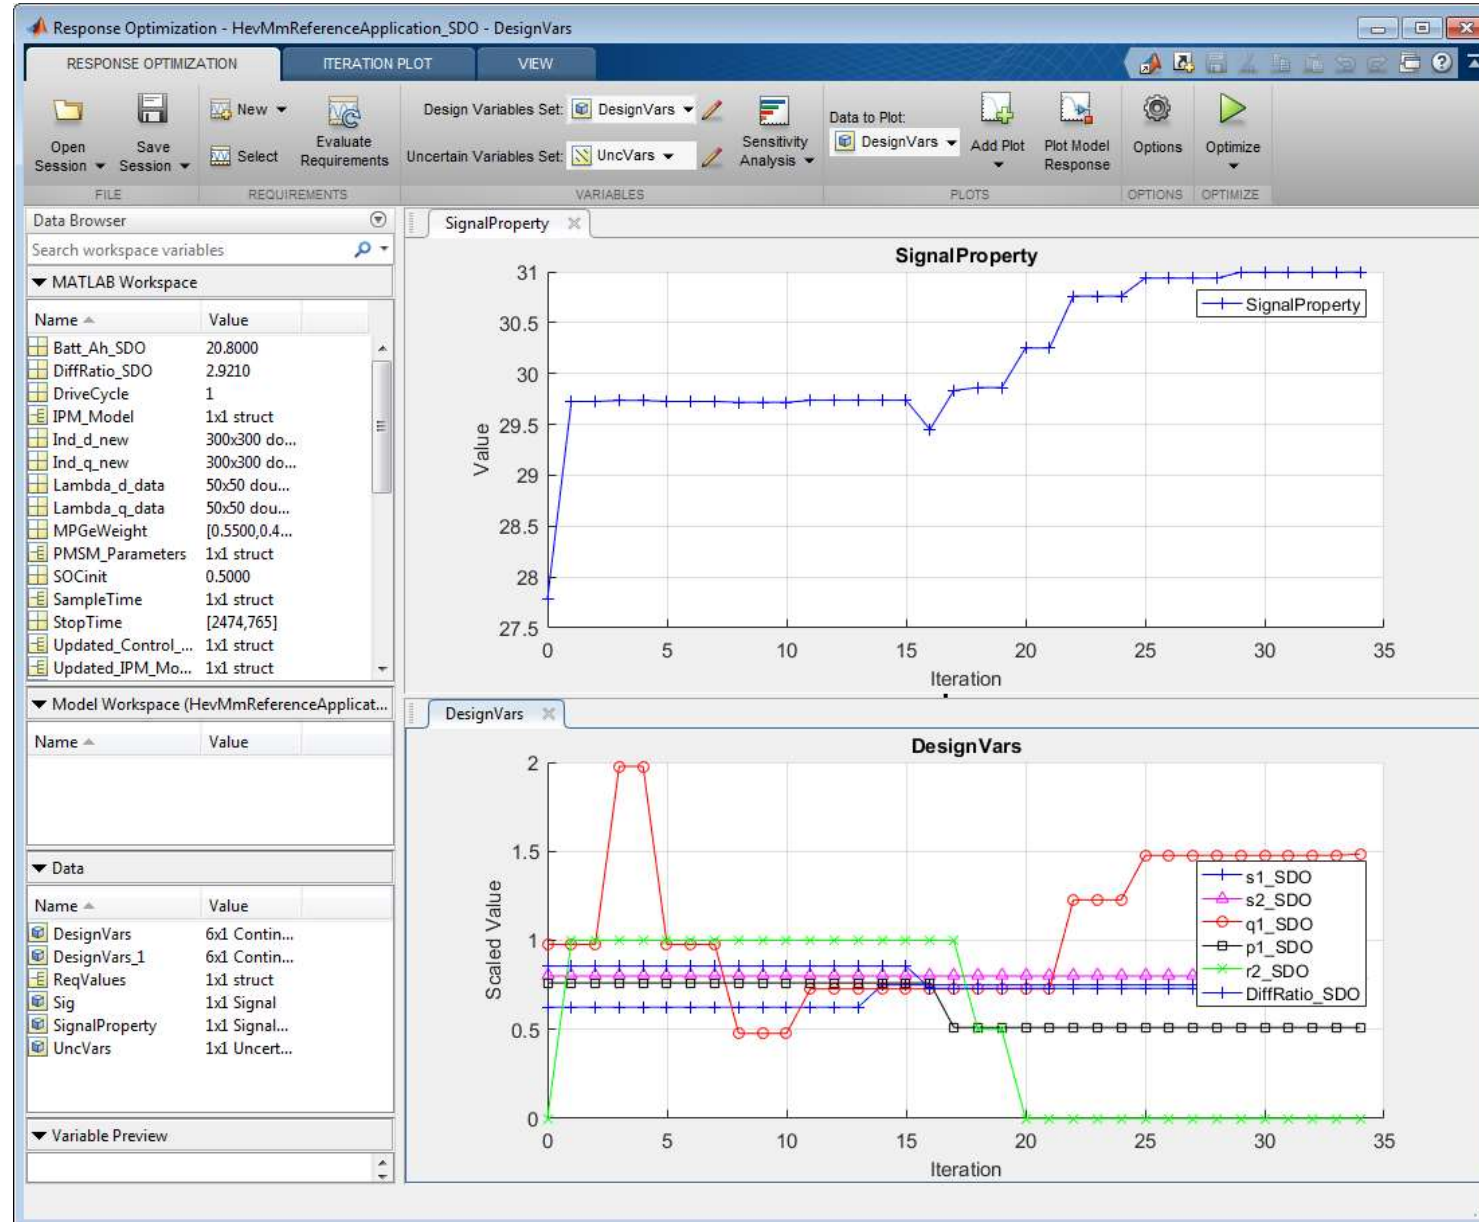 Response Optimization - HevMmReferenceApplication_SDO - DesignVars
RESPONSE OPTIMIZATION ITERATION PLOT VIEW
Open Session Save Session
New
Select
Evaluate Requirements
Design Variables Set: DesignVars
Uncertain Variables Set: UncVars
Sensitivity Analysis
Data to Plot:
DesignVars
Add Plot
Plot Model Response
Options
Optimize
FILE REQUIREMENTS VARIABLES PLOTS OPTIONS OPTIMIZE
Data Browser
Search workspace variables
MATLAB Workspace
Name Value
Batt_Ah_SDO 20.8000
DiffRatio_SDO 2.9210
DriveCycle 1
IPM_Model 1x1 struct
Ind_d_new 300x300 do...
Ind_q_new 300x300 do...
Lambda_d_data 50x50 dou...
Lambda_q_data 50x50 dou...
MPGeWeight [0.5500,0.4...
PMSM_Parameters 1x1 struct
SOCinit 0.5000
SampleTime 1x1 struct
StopTime [2474,765]
Updated_Control_... 1x1 struct
Updated_IPM_Mo... 1x1 struct
Model Workspace (HevMmReferenceApplicat...
Name Value
Data
Name Value
DesignVars 6x1 Contin...
DesignVars_1 6x1 Contin...
ReqValues 1x1 struct
Sig 1x1 Signal
SignalProperty 1x1 Signal...
UncVars 1x1 Uncert...
Variable Preview
SignalProperty
SignalProperty
31
30.5
30
29.5
29
28.5
28
27.5
Value
SignalProperty
0 5 10 15 20 25 30 35
Iteration
DesignVars
DesignVars
2
1.5
1
0.5
0
Scaled Value
s1_SDO
s2_SDO
q1_SDO
p1_SDO
r2_SDO
DiffRatio_SDO
0 5 10 15 20 25 30 35
Iteration